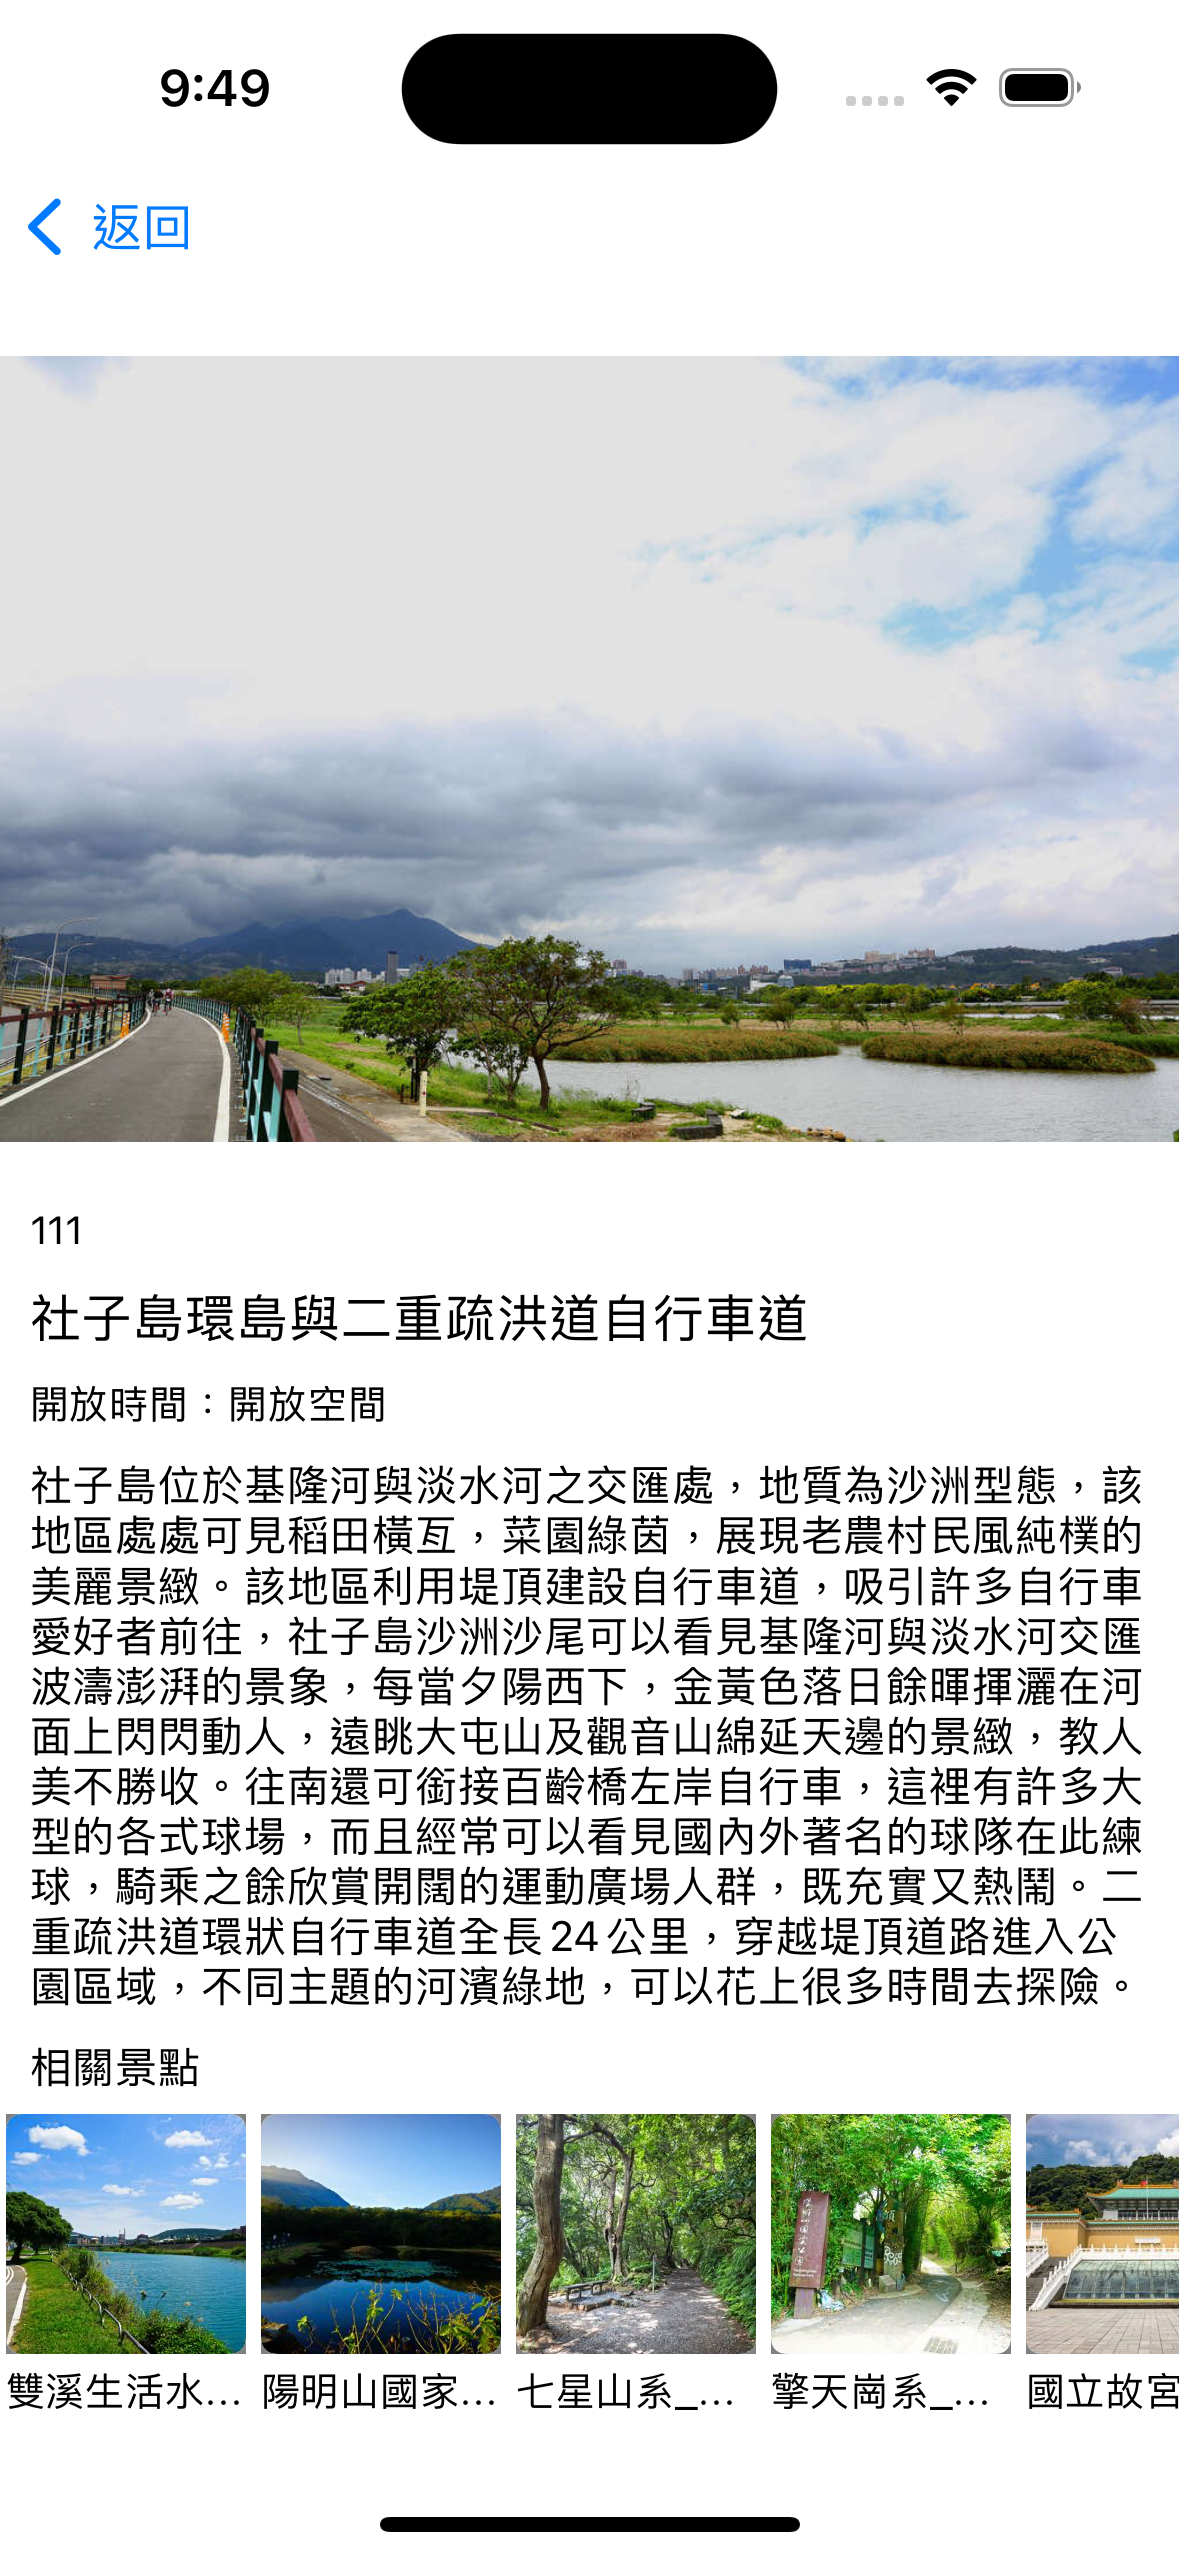 9:49
返回
111
社子島環島與二重疏洪道自行車道
開放時間：開放空間
社子島位於基隆河與淡水河之交匯處，地質為沙洲型態，該
地區處處可見稻田橫亙，菜園綠茵，展現老農村民風純樸的
美麗景緻。該地區利用堤頂建設自行車道，吸引許多自行車
愛好者前往，社子島沙洲沙尾可以看見基隆河與淡水河交匯
波濤澎湃的景象，每當夕陽西下，金黃色落日餘暉揮灑在河
面上閃閃動人，遠眺大屯山及觀音山綿延天邊的景緻，教人
美不勝收。往南還可銜接百齡橋左岸自行車，這裡有許多大
型的各式球場，而且經常可以看見國內外著名的球隊在此練
球，騎乘之餘欣賞開闊的運動廣場人群，既充實又熱鬧。二
重疏洪道環狀自行車道全長24公里，穿越堤頂道路進入公
園區域，不同主題的河濱綠地，可以花上很多時間去探險。
相關景點
雙溪生活水... 陽明山國家... 七星山系_... 擎天崗系_... 國立故宮